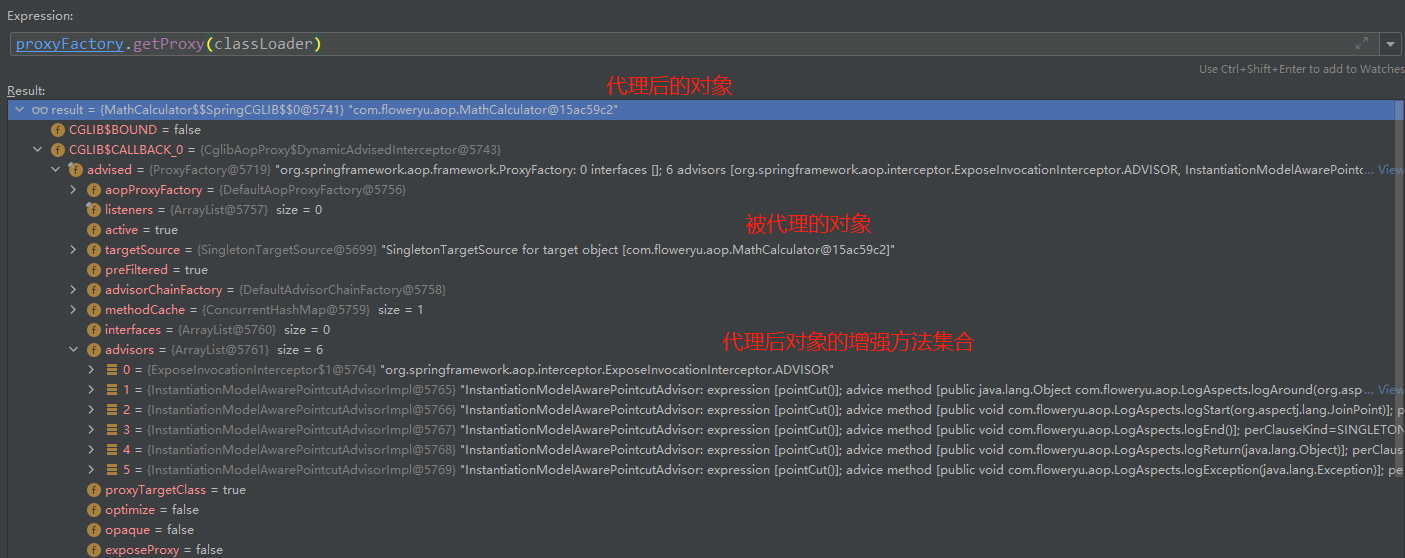 Expression:
proxyFactory.getProxy(classLoader)
Use Ctrl+Shift+Enter to add to Watches
代理后的对象
Result:
result = {MathCalculator$$SpringCGLIB$$0@5741} "com.floweryu.aop.MathCalculator@15ac59c2"
CGLIB$BOUND = false
CGLIB$CALLBACK_0 = {CglibAopProxy$DynamicAdvisedInterceptor@5743}
advised = {ProxyFactory@5719} "org.springframework.aop.framework.ProxyFactory: 0 interfaces []; 6 advisors [org.springframework.aop.interceptor.ExposeInvocationInterceptor.ADVISOR, InstantiationModelAwarePointc... View
aopProxyFactory = {DefaultAopProxyFactory@5756}
listeners = {ArrayList@5757} size = 0
被代理的对象
active = true
targetSource = {SingletonTargetSource@5699} "SingletonTargetSource for target object [com.floweryu.aop.MathCalculator@15ac59c2]"
preFiltered = true
advisorChainFactory = {DefaultAdvisorChainFactory@5758}
methodCache = {ConcurrentHashMap@5759} size = 1
interfaces = {ArrayList@5760} size = 0
代理后对象的增强方法集合
advisors = {ArrayList@5761} size = 6
0 = {ExposeInvocationInterceptor$1@5764} "org.springframework.aop.interceptor.ExposeInvocationInterceptor.ADVISOR"
1 = {InstantiationModelAwarePointcutAdvisorImpl@5765} "InstantiationModelAwarePointcutAdvisor: expression [pointCut()]; advice method [public java.lang.Object com.floweryu.aop.LogAspects.logAround(org.asp... View
2 = {InstantiationModelAwarePointcutAdvisorImpl@5766} "InstantiationModelAwarePointcutAdvisor: expression [pointCut()]; advice method [public void com.floweryu.aop.LogAspects.logStart(org.aspectj.lang.JoinPoint)]; p
3 = {InstantiationModelAwarePointcutAdvisorImpl@5767} "InstantiationModelAwarePointcutAdvisor: expression [pointCut()]; advice method [public void com.floweryu.aop.LogAspects.logEnd()]; perClauseKind=SINGLETON
4 = {InstantiationModelAwarePointcutAdvisorImpl@5768} "InstantiationModelAwarePointcutAdvisor: expression [pointCut()]; advice method [public void com.floweryu.aop.LogAspects.logReturn(java.lang.Object)]; perClaus
5 = {InstantiationModelAwarePointcutAdvisorImpl@5769} "InstantiationModelAwarePointcutAdvisor: expression [pointCut()]; advice method [public void com.floweryu.aop.LogAspects.logException(java.lang.Exception)]; pe
proxyTargetClass = true
optimize = false
opaque = false
exposeProxy = false